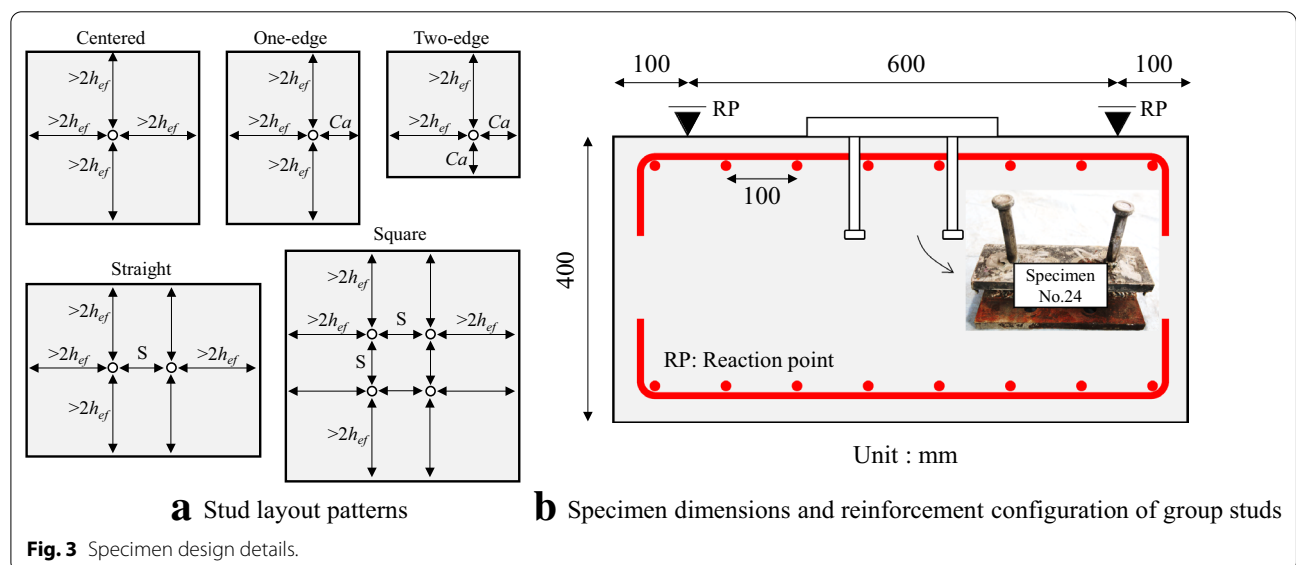 Centered
>2hef
>2hef
>2hef
>2hef
One-edge
>2hef
>2hef
Ca
>2hef
Two-edge
>2hef
>2hef
Ca
Ca
Straight
>2hef
>2hef
S
>2hef
>2hef
Square
>2hef
>2hef
S
>2hef
S
>2hef
a Stud layout patterns
100
600
100
RP
RP
100
400
Specimen
No.24
RP: Reaction point
Unit : mm
b Specimen dimensions and reinforcement configuration of group studs
Fig. 3 Specimen design details.